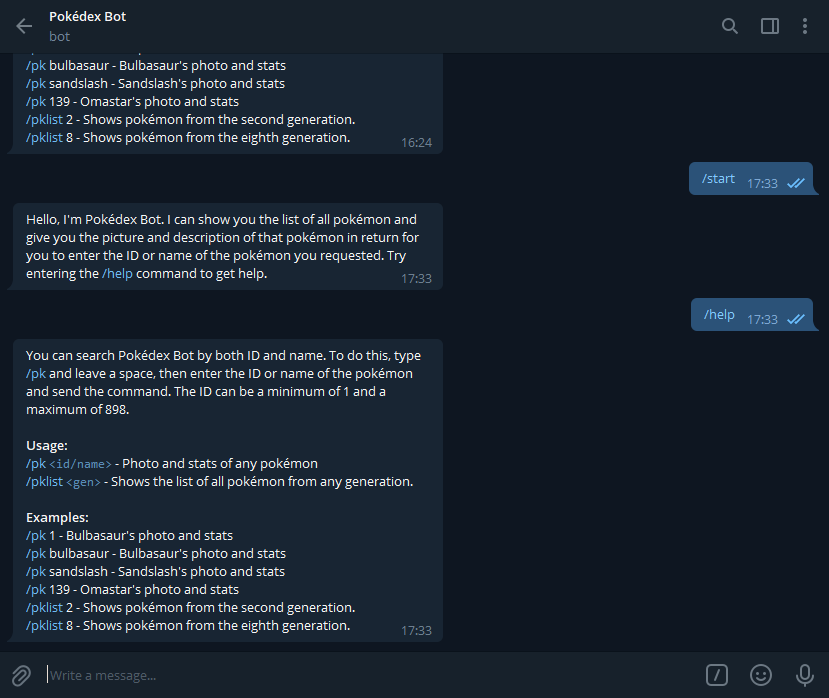 Pokédex Bot
bot
/pk bulbasaur - Bulbasaur's photo and stats
/pk sandslash - Sandslash's photo and stats
/pk 139 - Omastar's photo and stats
/pklist 2 - Shows pokémon from the second generation.
/pklist 8 - Shows pokémon from the eighth generation.
16:24
/start 17:33
Hello, I'm Pokédex Bot. I can show you the list of all pokémon and
give you the picture and description of that pokémon in return for
you to enter the ID or name of the pokémon you requested. Try
entering the /help command to get help.
17:33
/help 17:33
You can search Pokédex Bot by both ID and name. To do this, type
/pk and leave a space, then enter the ID or name of the pokémon
and send the command. The ID can be a minimum of 1 and a
maximum of 898.
Usage:
/pk <id/name> - Photo and stats of any pokémon
/pklist <gen> - Shows the list of all pokémon from any generation.
Examples:
/pk 1 - Bulbasaur's photo and stats
/pk bulbasaur - Bulbasaur's photo and stats
/pk sandslash - Sandslash's photo and stats
/pk 139 - Omastar's photo and stats
/pklist 2 - Shows pokémon from the second generation.
/pklist 8 - Shows pokémon from the eighth generation.
17:33
Write a message...